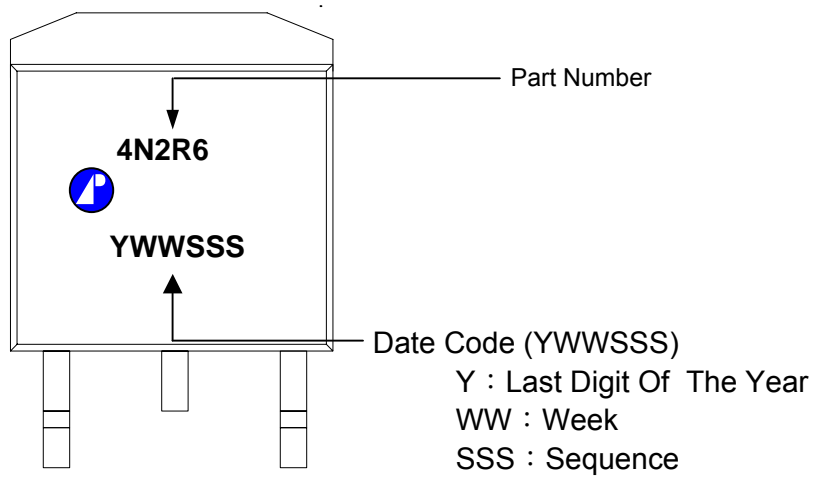 Part Number
4N2R6
YWWSSS
Date Code (YWWSSS)
Y：Last Digit Of The Year
WW：Week
SSS：Sequence